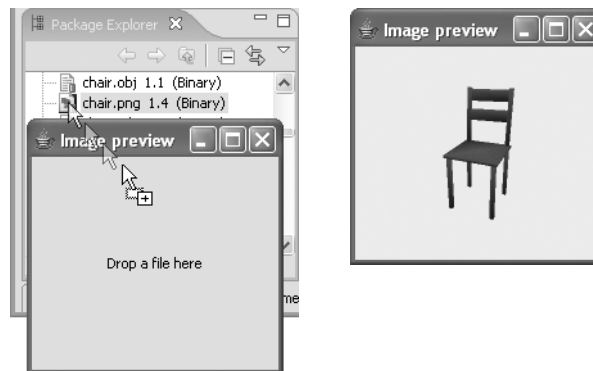 Package Explorer
chair.obj 1.1 (Binary)
chair.png 1.4 (Binary)
Image preview
Drop a file here
me
Image preview